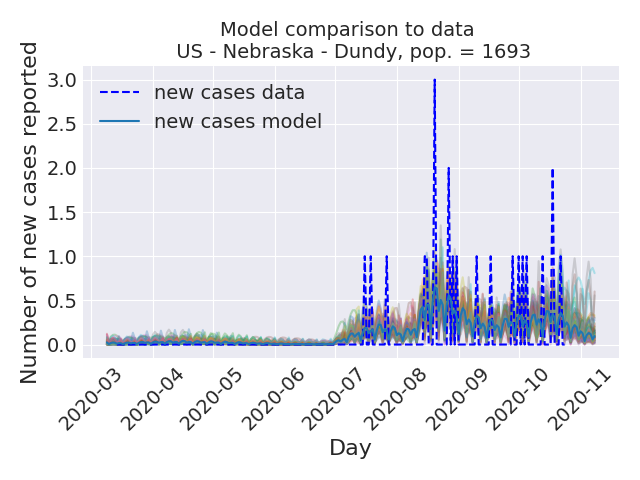 Model comparison to data
US - Nebraska - Dundy, pop. = 1693
Number of new cases reported
3.0
2.5
2.0
1.5
1.0
0.5
0.0
new cases data
new cases model
2020-03
2020-04
2020-05
2020-06
2020-07
2020-08
2020-09
2020-10
2020-11
Day